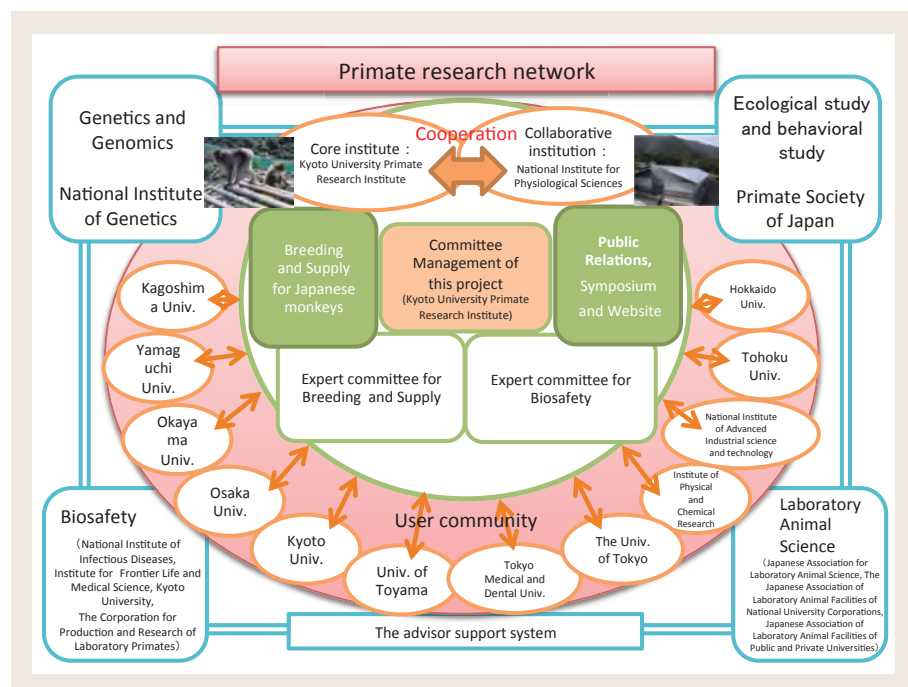 Primate research network
Genetics and
Genomics
National Institute
of Genetics
Ecological study
and behavioral
study
Primate Society
of Japan
Cooperation
Core institute：
Kyoto University Primate
Research Institute
Collaborative
institution：
National Institute for
Physiological Sciences
Breeding
and Supply
for Japanese
monkeys
Committee
Management of
this project
(Kyoto University Primate
Research Institute)
Public
Relations,
Symposium
and Website
Expert committee for
Breeding and Supply
Expert committee for
Biosafety
Kagoshim
a Univ.
Yamag
uchi
Univ.
Okaya
ma
Univ.
Osaka
Univ.
Kyoto
Univ.
Univ. of
Toyama
Tokyo
Medical and
Dental Univ.
The Univ.
of Tokyo
Institute of
Physical
and
Chemical
Research
National Institute
of Advanced
Industrial science
and technology
Tohoku
Univ.
Hokkaido
Univ.
User community
Biosafety
（National Institute of
Infectious Diseases,
Institute for Frontier Life and
Medical Science, Kyoto
University,
The Corporation for
Production and Research of
Laboratory Primates）
The advisor support system
Laboratory
Animal
Science
（Japanese Association for
Laboratory Animal Science, The
Japanese Association of
Laboratory Animal Facilities of
National University Corporations,
Japanese Association of
Laboratory Animal Facilities of
Public and Private Universities）